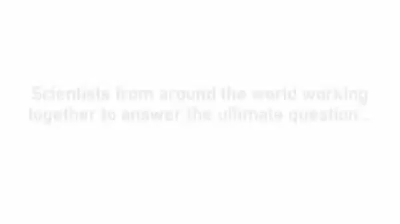 Scientists from around the world working
together to answer the ultimate question...